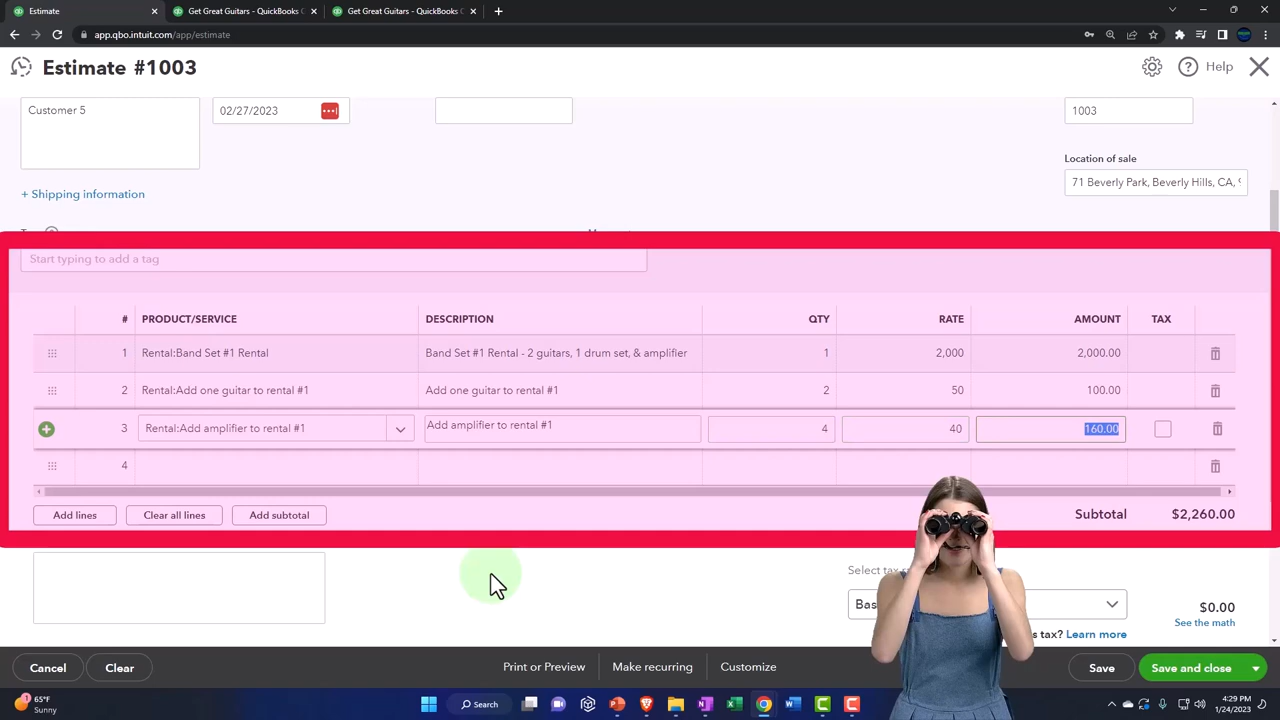 Estimate
Get Great Guitars - QuickBooks C
Get Great Guitars - QuickBooks C
app.qbo.intuit.com/app/estimate
Estimate #1003
Help
Customer 5
02/27/2023
1003
Location of sale
+ Shipping information
71 Beverly Park, Beverly Hills, CA, 9
Start typing to add a tag
# PRODUCT/SERVICE DESCRIPTION QTY RATE AMOUNT TAX
1 Rental:Band Set #1 Rental Band Set #1 Rental - 2 guitars, 1 drum set, & amplifier 1 2,000 2,000.00
2 Rental:Add one guitar to rental #1 Add one guitar to rental #1 2 50 100.00
3 Rental:Add amplifier to rental #1 Add amplifier to rental #1 4 40 160.00
4
Add lines Clear all lines Add subtotal Subtotal $2,260.00
Select tax
Bas
$0.00
See the math
tax? Learn more
Cancel Clear Print or Preview Make recurring Customize Save Save and close
65°F
Sunny
Search
4:29 PM
1/24/2023